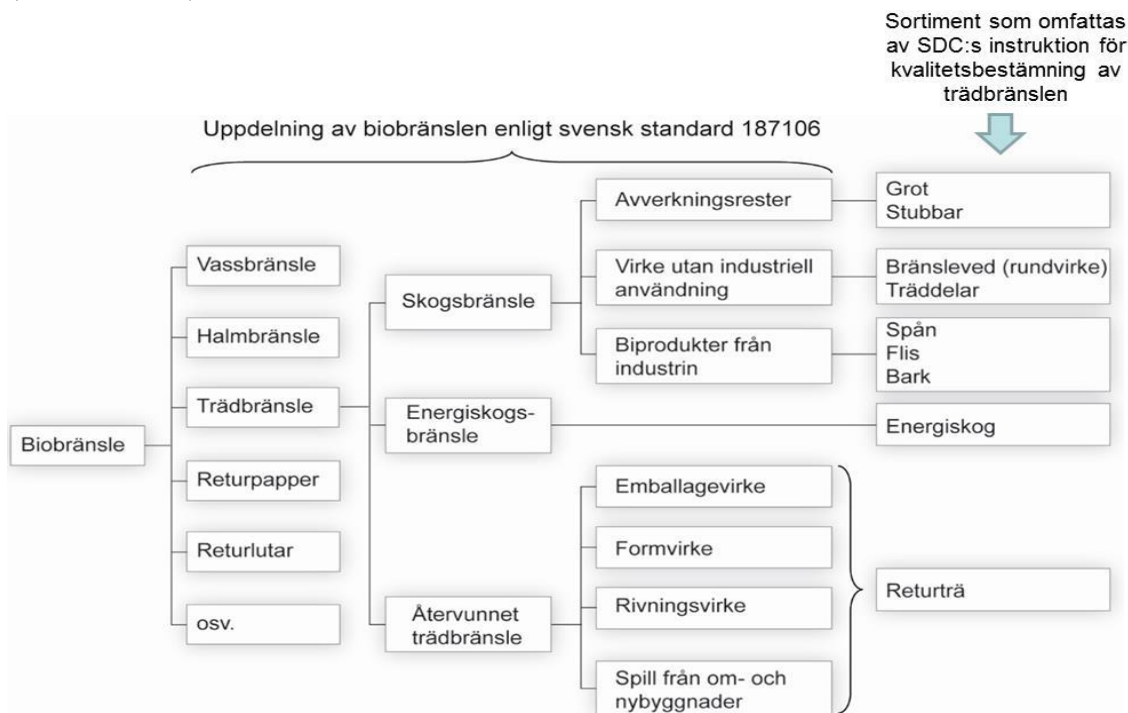 Sortiment som omfattas
av SDC:s instruktion för
kvalitetsbestämning av
trädbränslen
Uppdelning av biobränslen enligt svensk standard 187106
Biobränsle
Vassbränsle
Halmbränsle
Trädbränsle
Returpapper
Returlutar
osv.
Skogsbränsle
Energiskogs-
bränsle
Återvunnet
trädbränsle
Avverkningsrester
Virke utan industriell
användning
Biprodukter från
industrin
Emballagevirke
Formvirke
Rivningsvirke
Spill från om- och
nybyggnader
Grot
Stubbar
Bränsleved (rundvirke)
Träddelar
Spån
Flis
Bark
Energiskog
Returträ